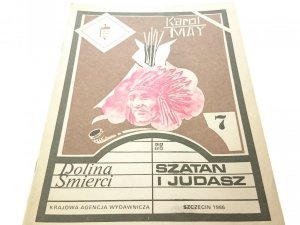 Karol
MAY
7
Dolina
Śmierci
SZATAN
I JUDASZ
KRAJOWA AGENCJA WYDAWNICZA
SZCZECIN 1986